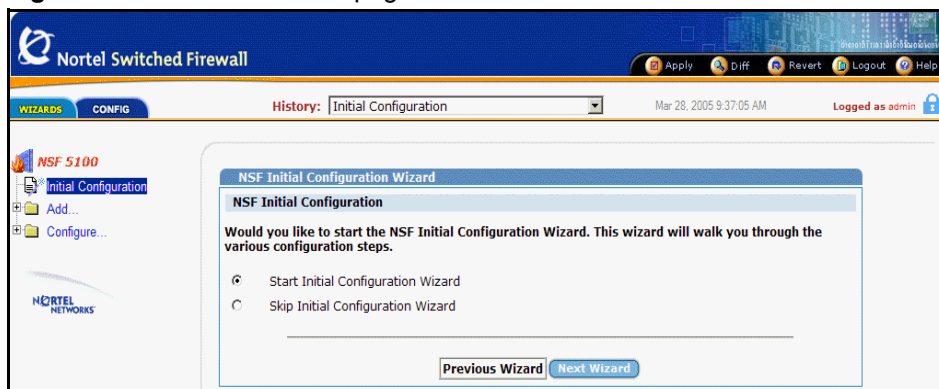 Nortel Switched Firewall
Apply Diff Revert Logout Help
WIZARDS CONFIG History: Initial Configuration Mar 28, 2005 9:37:05 AM Logged as admin
NSF 5100
Initial Configuration
Add...
Configure...
NORTEL
NETWORKS
NSF Initial Configuration Wizard
NSF Initial Configuration
Would you like to start the NSF Initial Configuration Wizard. This wizard will walk you through the
various configuration steps.
Start Initial Configuration Wizard
Skip Initial Configuration Wizard
Previous Wizard Next Wizard